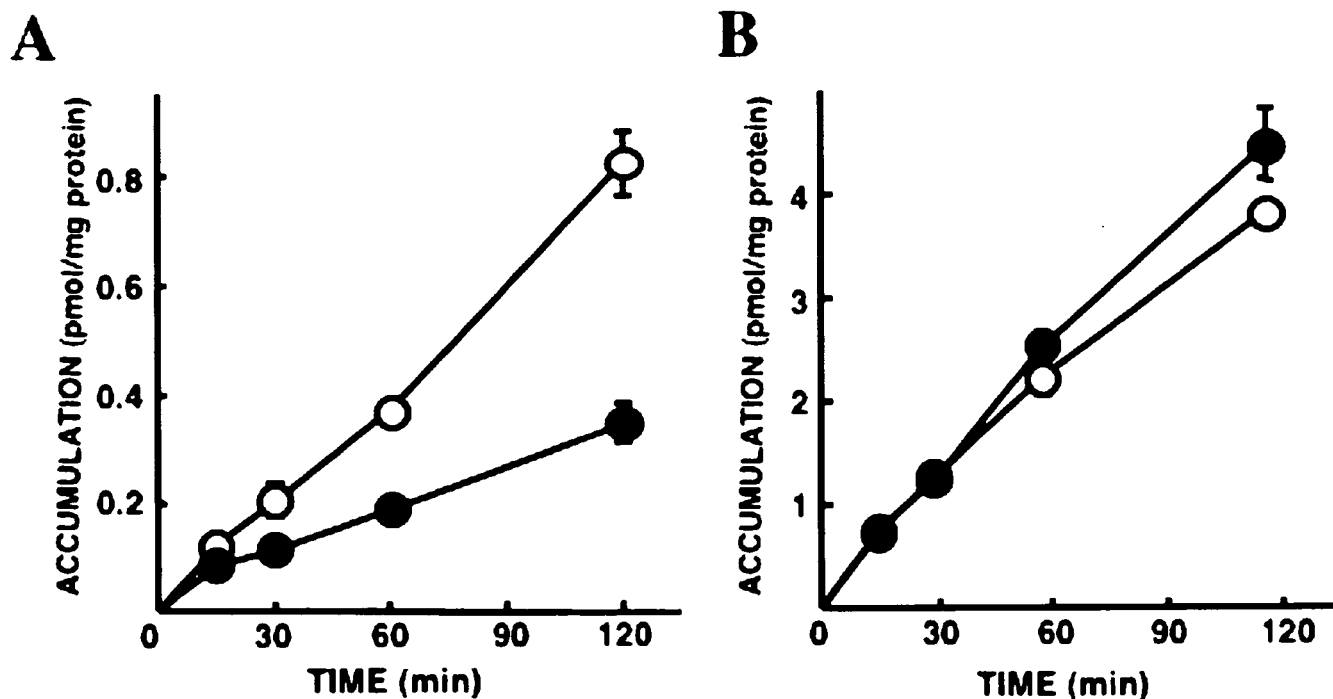 A
ACCUMULATION (pmol/mg protein)
0.8
0.6
0.4
0.2
0 30 60 90 120
TIME (min)
B
ACCUMULATION (pmol/mg protein)
4
3
2
1
0 30 60 90 120
TIME (min)